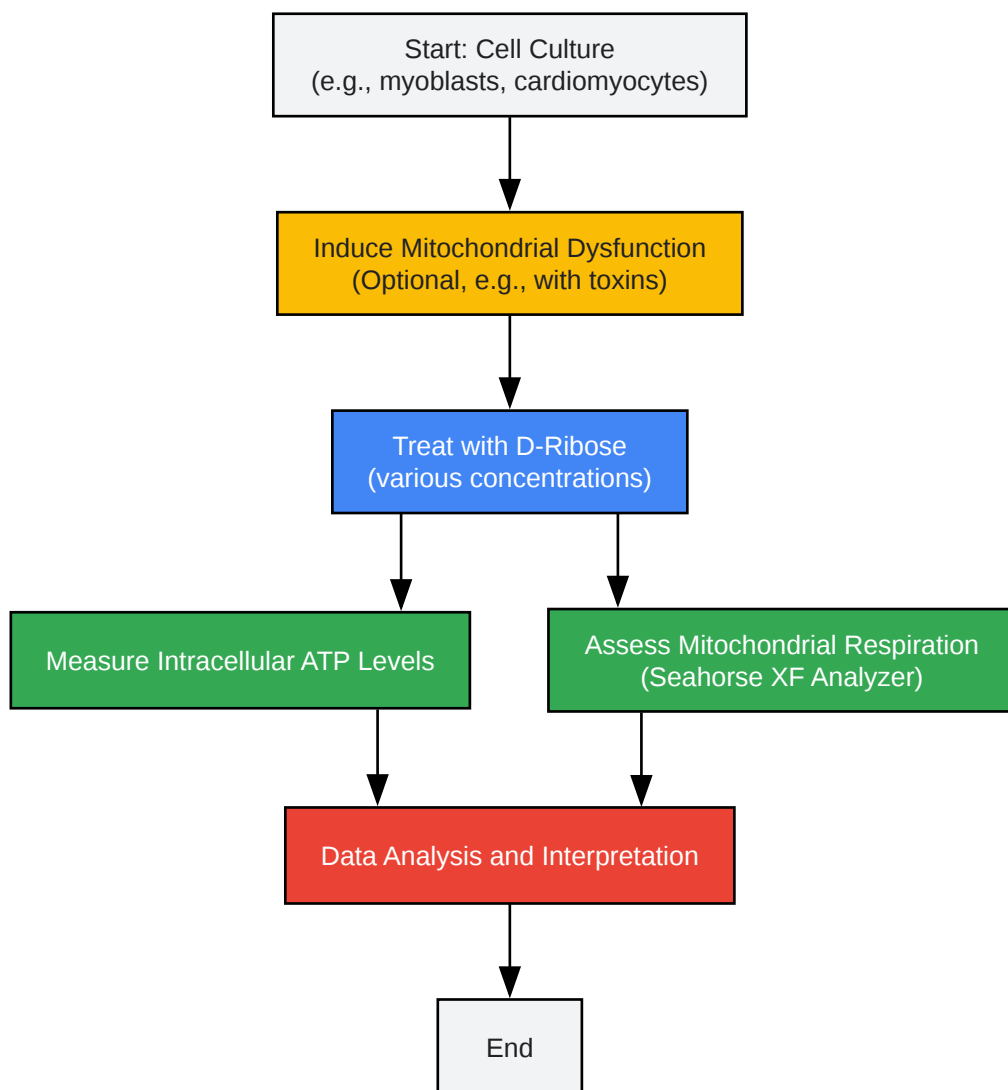 Start: Cell Culture
(e.g., myoblasts, cardiomyocytes)
Induce Mitochondrial Dysfunction
(Optional, e.g., with toxins)
Treat with D-Ribose
(various concentrations)
Measure Intracellular ATP Levels
Assess Mitochondrial Respiration
(Seahorse XF Analyzer)
Data Analysis and Interpretation
End